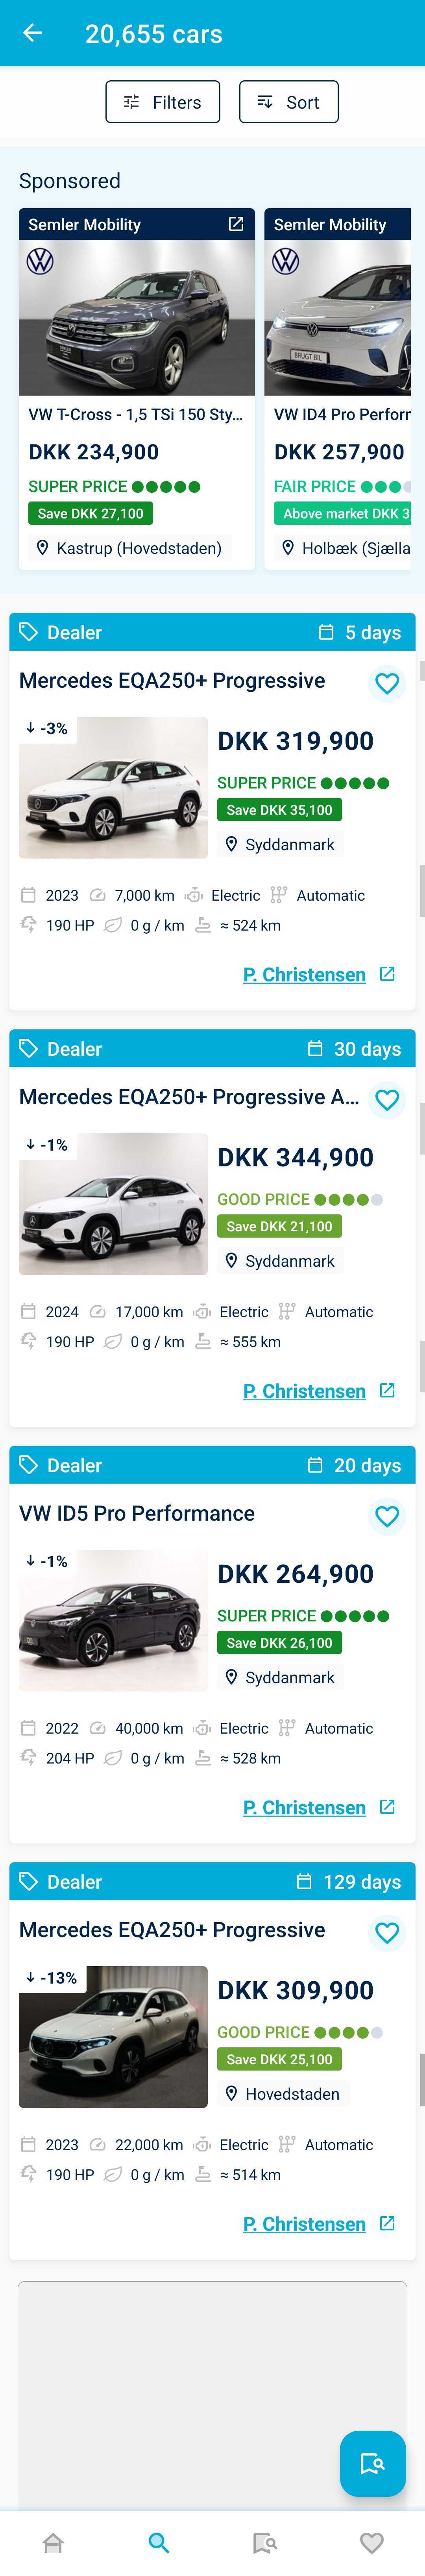 20,655 cars
Filters
Sort
Sponsored
Semler Mobility
VW T-Cross - 1,5 TSi 150 Sty...
DKK 234,900
SUPER PRICE
Save DKK 27,100
Kastrup (Hovedstaden)
Semler Mobility
BRUGT BIL
VW ID4 Pro Perfor
DKK 257,900
FAIR PRICE
Above market DKK 3
Holbæk (Sjælla
Dealer
5 days
Mercedes EQA250+ Progressive
-3%
DKK 319,900
SUPER PRICE
Save DKK 35,100
Syddanmark
2023 7,000 km Electric Automatic
190 HP 0 g / km ≈ 524 km
P. Christensen
Dealer
30 days
Mercedes EQA250+ Progressive A...
-1%
DKK 344,900
GOOD PRICE
Save DKK 21,100
Syddanmark
2024 17,000 km Electric Automatic
190 HP 0 g / km ≈ 555 km
P. Christensen
Dealer
20 days
VW ID5 Pro Performance
-1%
DKK 264,900
SUPER PRICE
Save DKK 26,100
Syddanmark
2022 40,000 km Electric Automatic
204 HP 0 g / km ≈ 528 km
P. Christensen
Dealer
129 days
Mercedes EQA250+ Progressive
-13%
DKK 309,900
GOOD PRICE
Save DKK 25,100
Hovedstaden
2023 22,000 km Electric Automatic
190 HP 0 g / km ≈ 514 km
P. Christensen